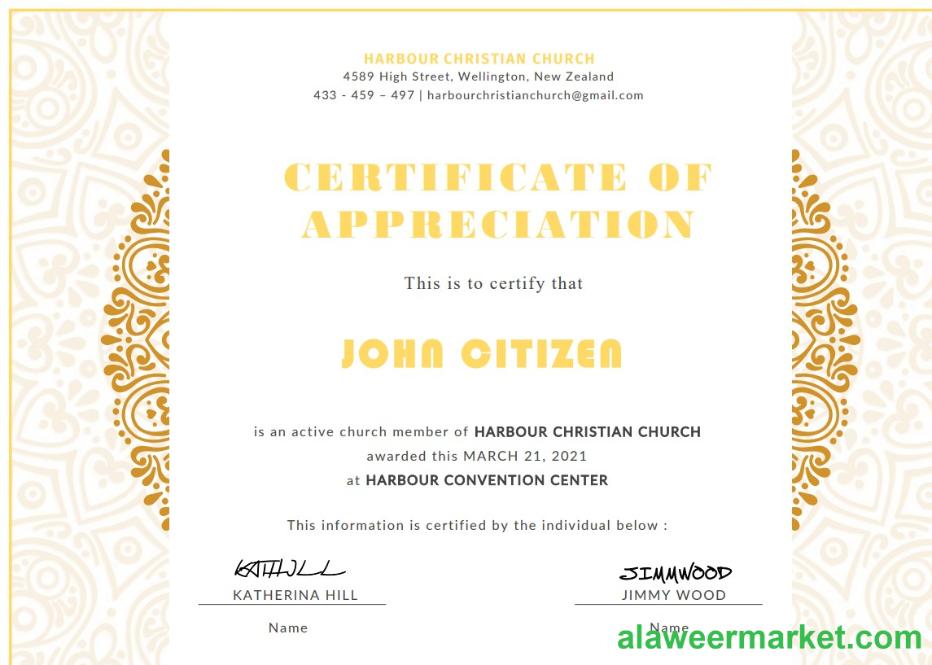 HARBOUR CHRISTIAN CHURCH
4589 High Street, Wellington, New Zealand
433 - 459 – 497 | harbourchristianchurch@gmail.com
CERTIFICATE OF
APPRECIATION
This is to certify that
JOHN CITIZEN
is an active church member of HARBOUR CHRISTIAN CHURCH
awarded this MARCH 21, 2021
at HARBOUR CONVENTION CENTER
This information is certified by the individual below :
KATHHILL JIMMWOOD
KATHERINA HILL JIMMY WOOD
Name Name
alaweermarket.com